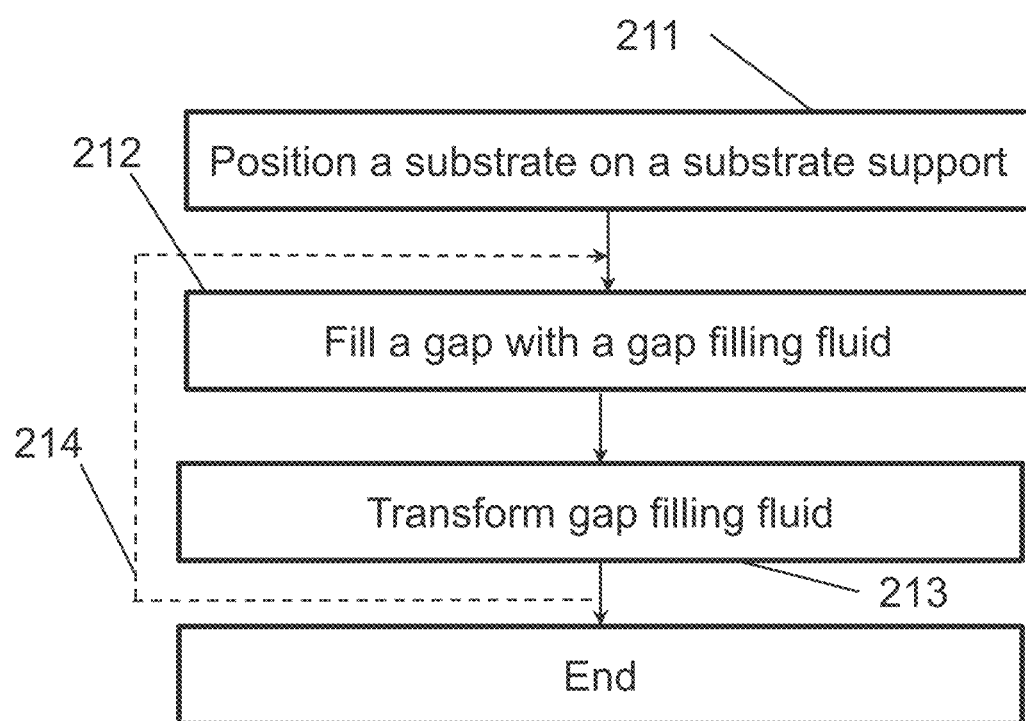 211
Position a substrate on a substrate support
212
Fill a gap with a gap filling fluid
214
Transform gap filling fluid
213
End